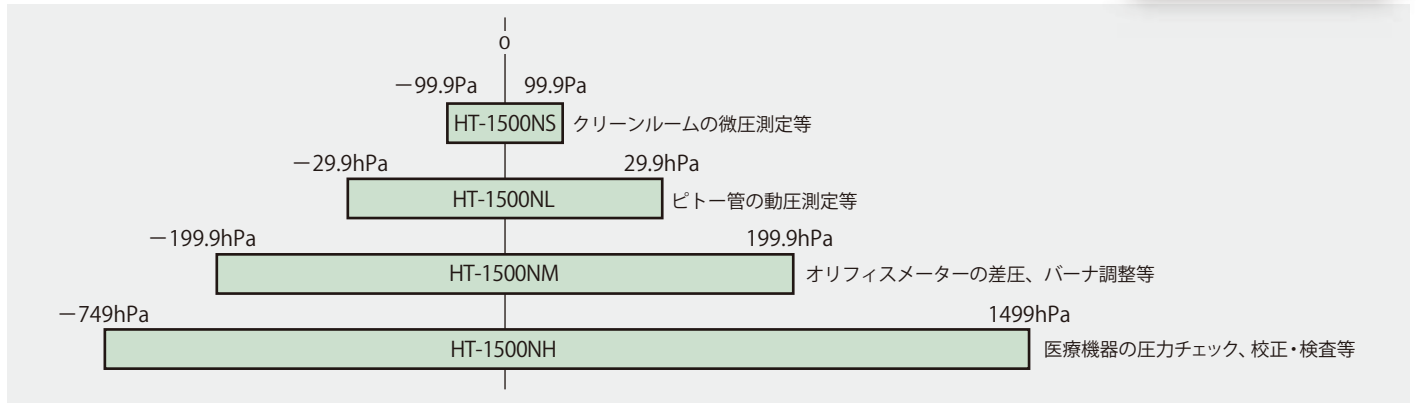 0
－99.9Pa 99.9Pa
HT-1500NS クリーンルームの微圧測定等
－29.9hPa 29.9hPa
HT-1500NL ピトー管の動圧測定等
－199.9hPa 199.9hPa
HT-1500NM オリフィスメーターの差圧、バーナ調整等
－749hPa 1499hPa
HT-1500NH 医療機器の圧力チェック、校正・検査等